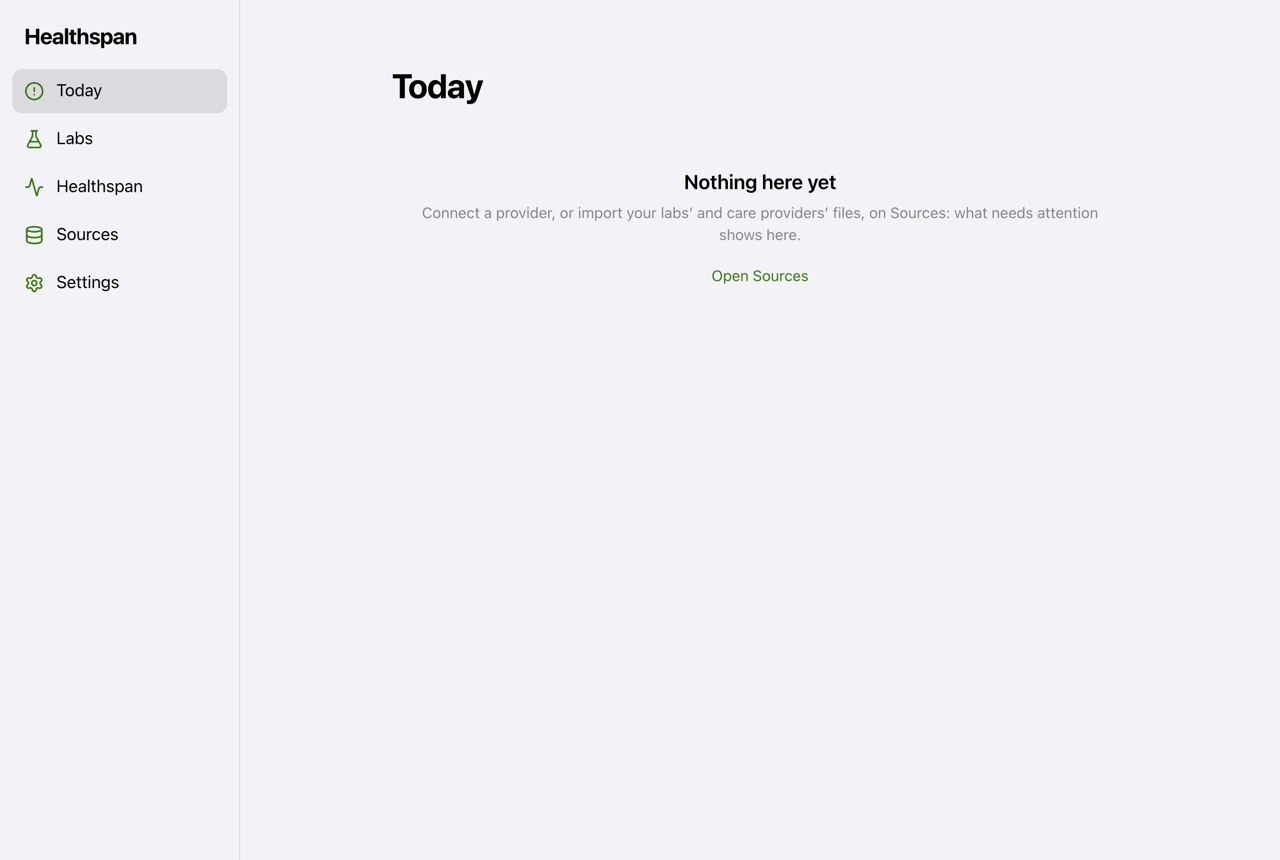 Healthspan
Today
Labs
Healthspan
Sources
Settings
Today
Nothing here yet
Connect a provider, or import your labs’ and care providers’ files, on Sources: what needs attention
shows here.
Open Sources